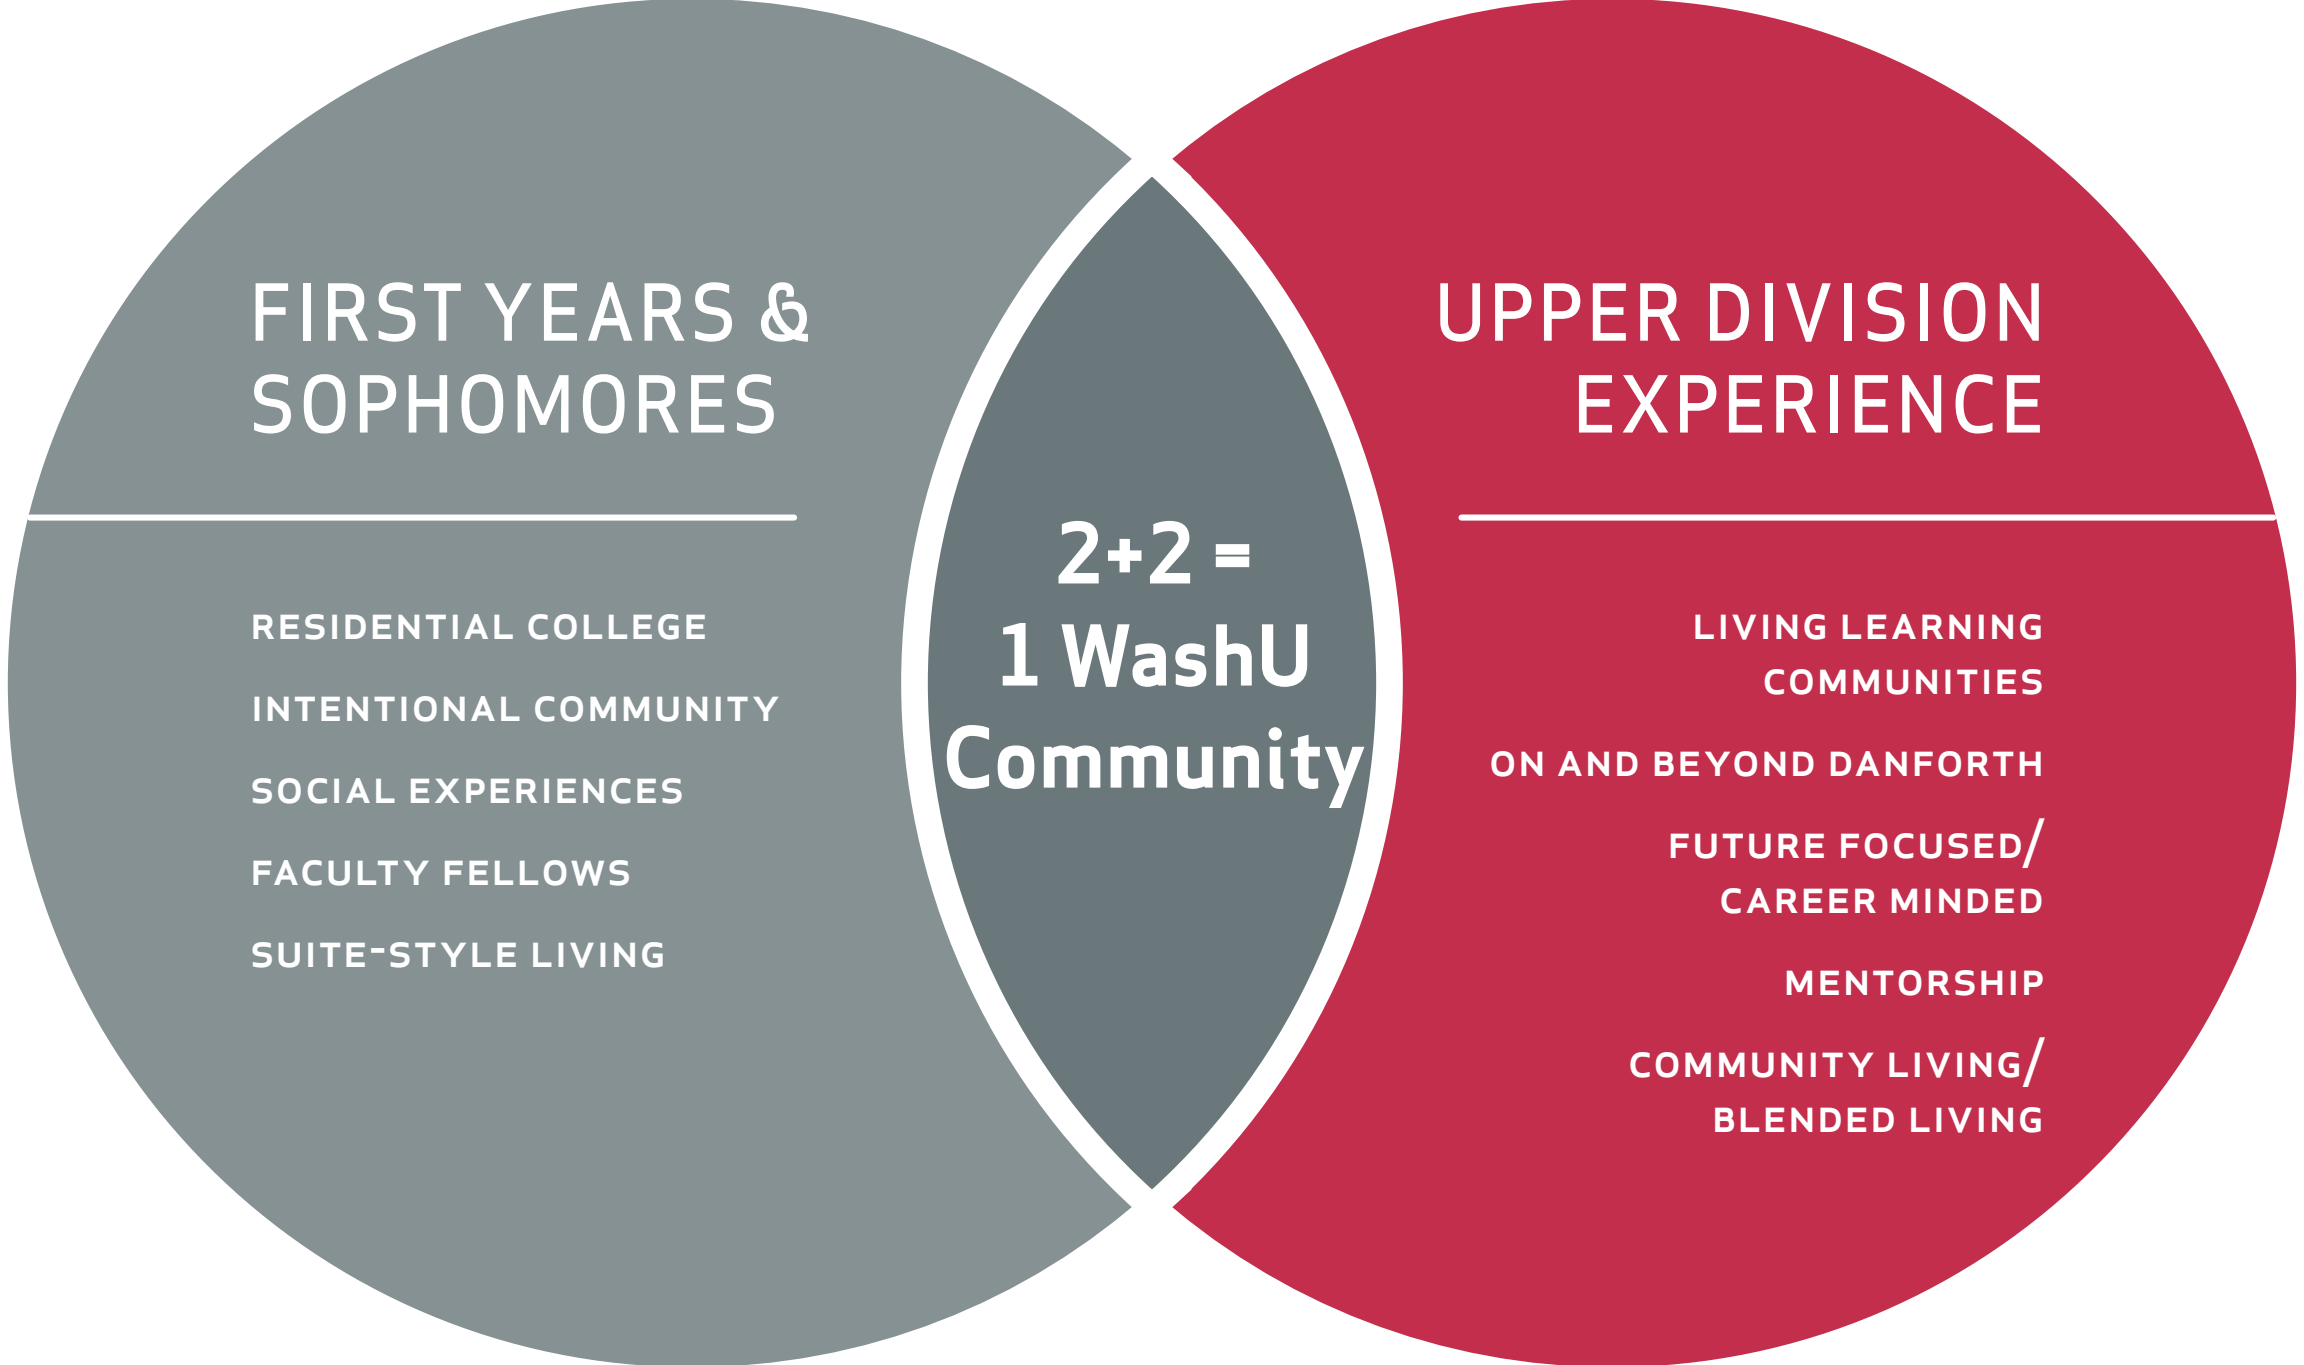 FIRST YEARS &
SOPHOMORES
RESIDENTIAL COLLEGE
INTENTIONAL COMMUNITY
SOCIAL EXPERIENCES
FACULTY FELLOWS
SUITE-STYLE LIVING
2+2 =
1 WashU
Community
UPPER DIVISION
EXPERIENCE
LIVING LEARNING
COMMUNITIES
ON AND BEYOND DANFORTH
FUTURE FOCUSED/
CAREER MINDED
MENTORSHIP
COMMUNITY LIVING/
BLENDED LIVING